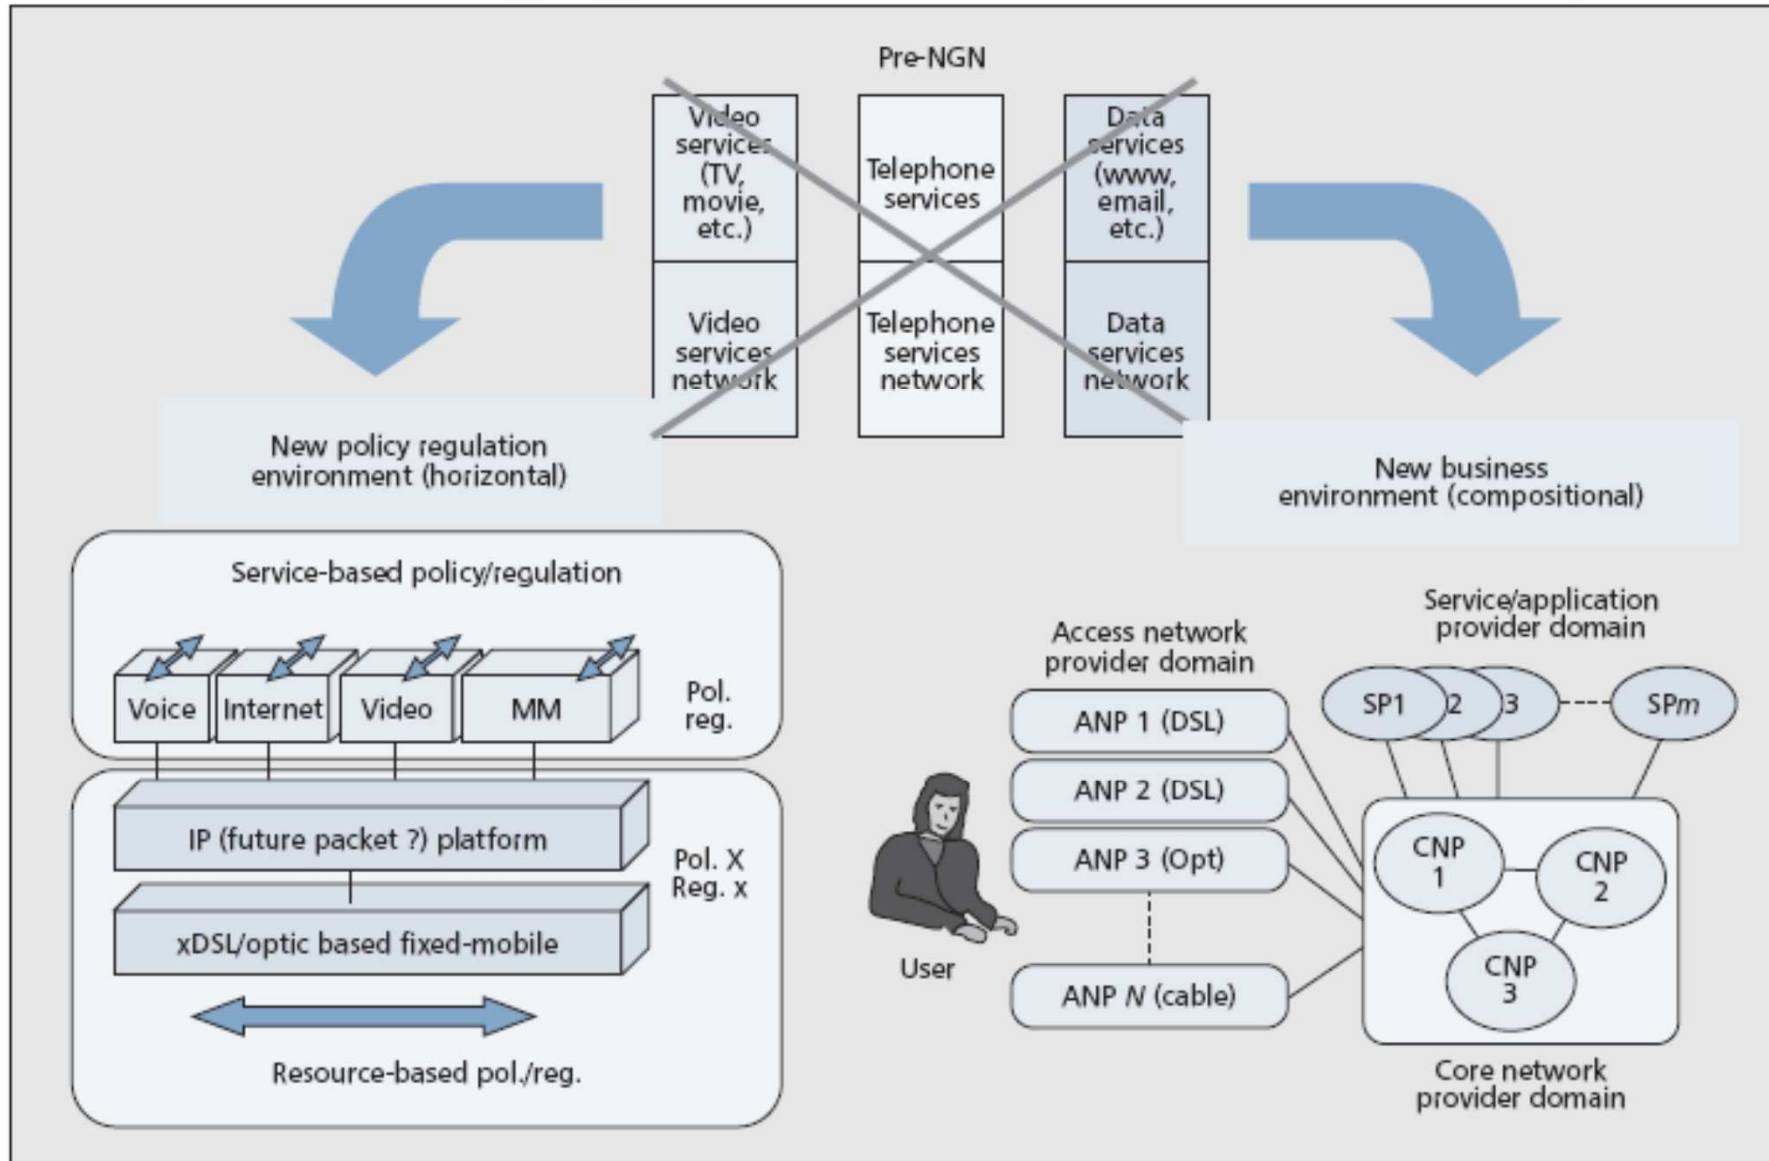 Pre-NGN
Video
services
(TV,
movie,
etc.)
Telephone
services
Data
services
(www,
email,
etc.)
Video
services
network
Telephone
services
network
Data
services
network
New policy regulation
environment (horizontal)
New business
environment (compositional)
Service-based policy/regulation
Voice
Internet
Video
MM
Pol.
reg.
IP (future packet ?) platform
Pol. X
Reg. x
xDSL/optic based fixed-mobile
Resource-based pol./reg.
Access network
provider domain
ANP 1 (DSL)
ANP 2 (DSL)
ANP 3 (Opt)
ANP N (cable)
User
Service/application
provider domain
SP1
2
3
SPm
CNP
1
CNP
2
CNP
3
Core network
provider domain